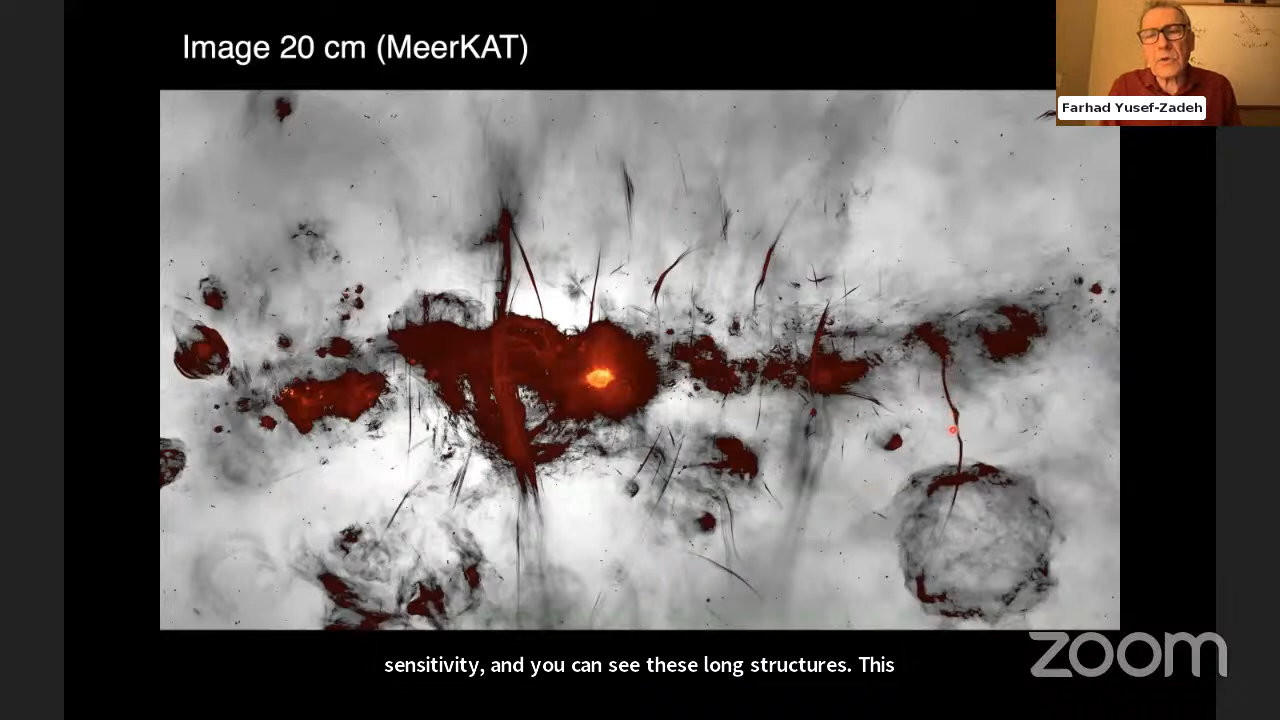 Image 20 cm (MeerKAT)
Farhad Yusef-Zadeh
sensitivity, and you can see these long structures. This
zoom